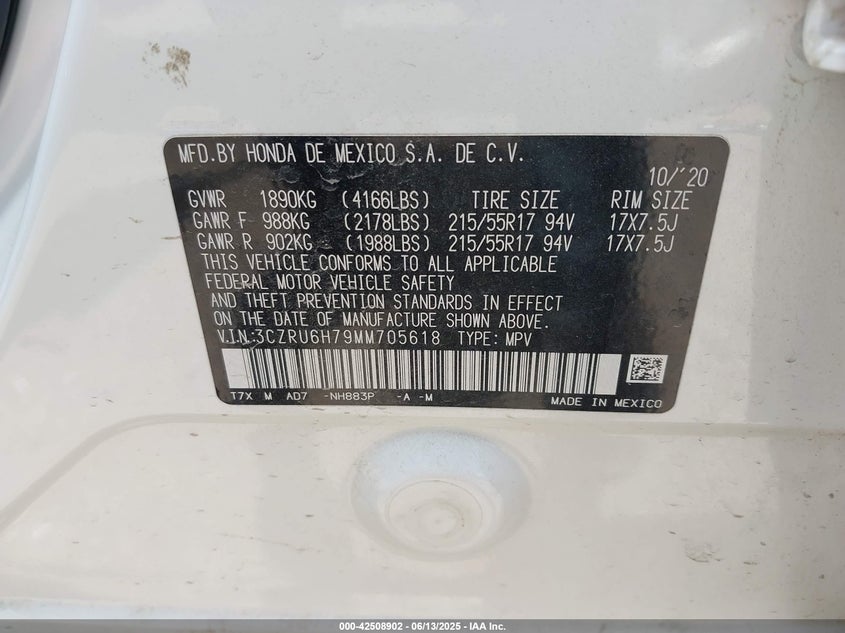 MFD.BY HONDA DE MEXICO S.A. DE C.V.
10/'20
GVWR 1890KG (4166LBS) TIRE SIZE RIM SIZE
GAWR F 988KG (2178LBS) 215/55R17 94V 17X7.5J
GAWR R 902KG (1988LBS) 215/55R17 94V 17X7.5J
THIS VEHICLE CONFORMS TO ALL APPLICABLE
FEDERAL MOTOR VEHICLE SAFETY
AND THEFT PREVENTION STANDARDS IN EFFECT
ON THE DATE OF MANUFACTURE SHOWN ABOVE.
V.I.N:3CZRU6H79MM705618 TYPE: MPV
T7X M AD7 -NH883P -A -M MADE IN MEXICO
000-42508902 - 06/13/2025 - IAA Inc.